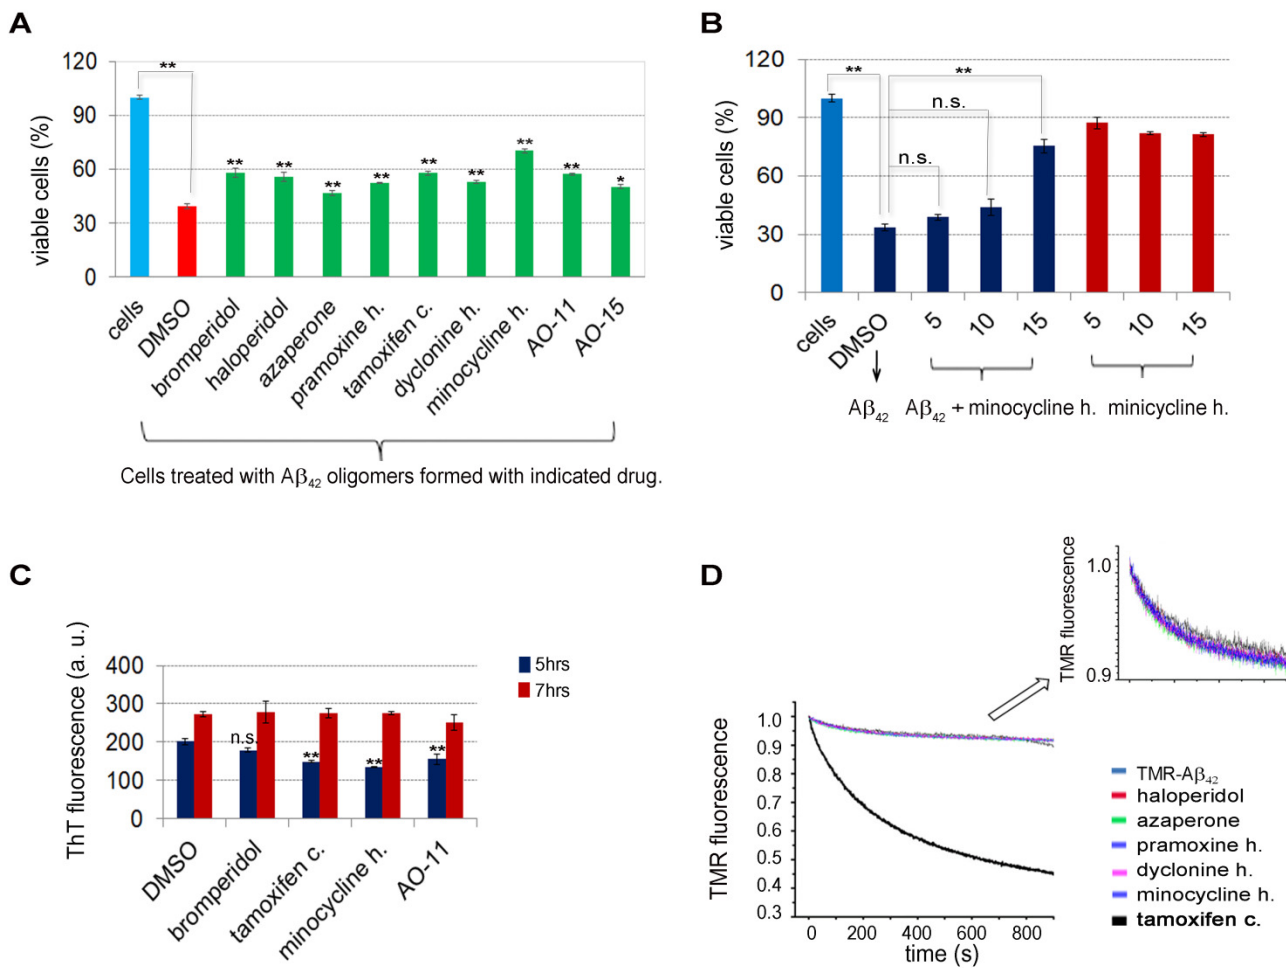 A
120
90
60
30
0
viable cells (%)
**
**
**
**
**
**
**
**
**
*
cells
DMSO
bromperidol
haloperidol
azaperone
pramoxine h.
tamoxifen c.
dyclonine h.
minocycline h.
AO-11
AO-15
Cells treated with Aβ42 oligomers formed with indicated drug.
B
120
90
60
30
0
viable cells (%)
**
**
n.s.
n.s.
cells
DMSO
5
10
15
5
10
15
Aβ42
Aβ42 + minocycline h.
minicycline h.
C
400
300
200
100
0
ThT fluorescence (a. u.)
n.s.
**
**
**
5hrs
7hrs
DMSO
bromperidol
tamoxifen c.
minocycline h.
AO-11
D
1.0
0.9
TMR fluorescence
1.0
0.9
0.8
0.7
0.6
0.5
0.4
0.3
TMR fluorescence
0
200
400
600
800
time (s)
TMR-Aβ42
haloperidol
azaperone
pramoxine h.
dyclonine h.
minocycline h.
tamoxifen c.